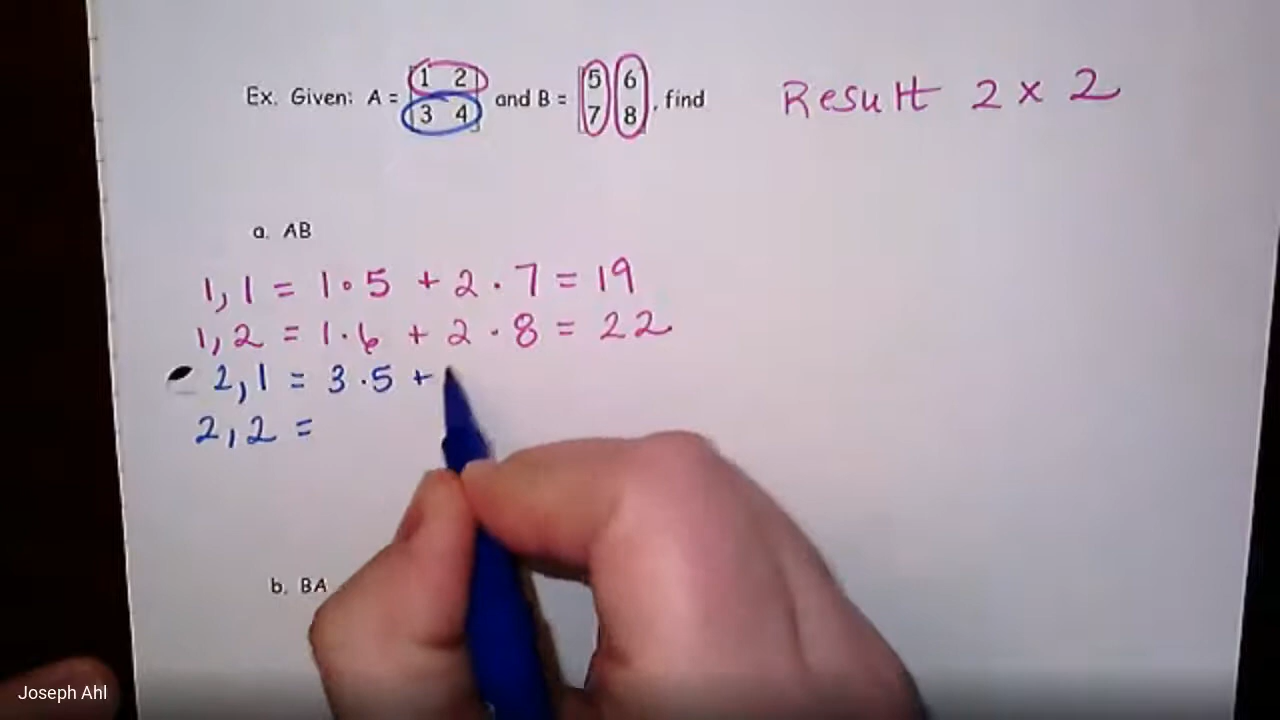 Ex. Given: A = [1 2 and B = [5 6 , find Result 2 x 2
3 4] 7 8]
a. AB
1,1 = 1·5 + 2·7 = 19
1,2 = 1·6 + 2·8 = 22
2,1 = 3·5 +
2,2 =
b. BA
Joseph Ahl